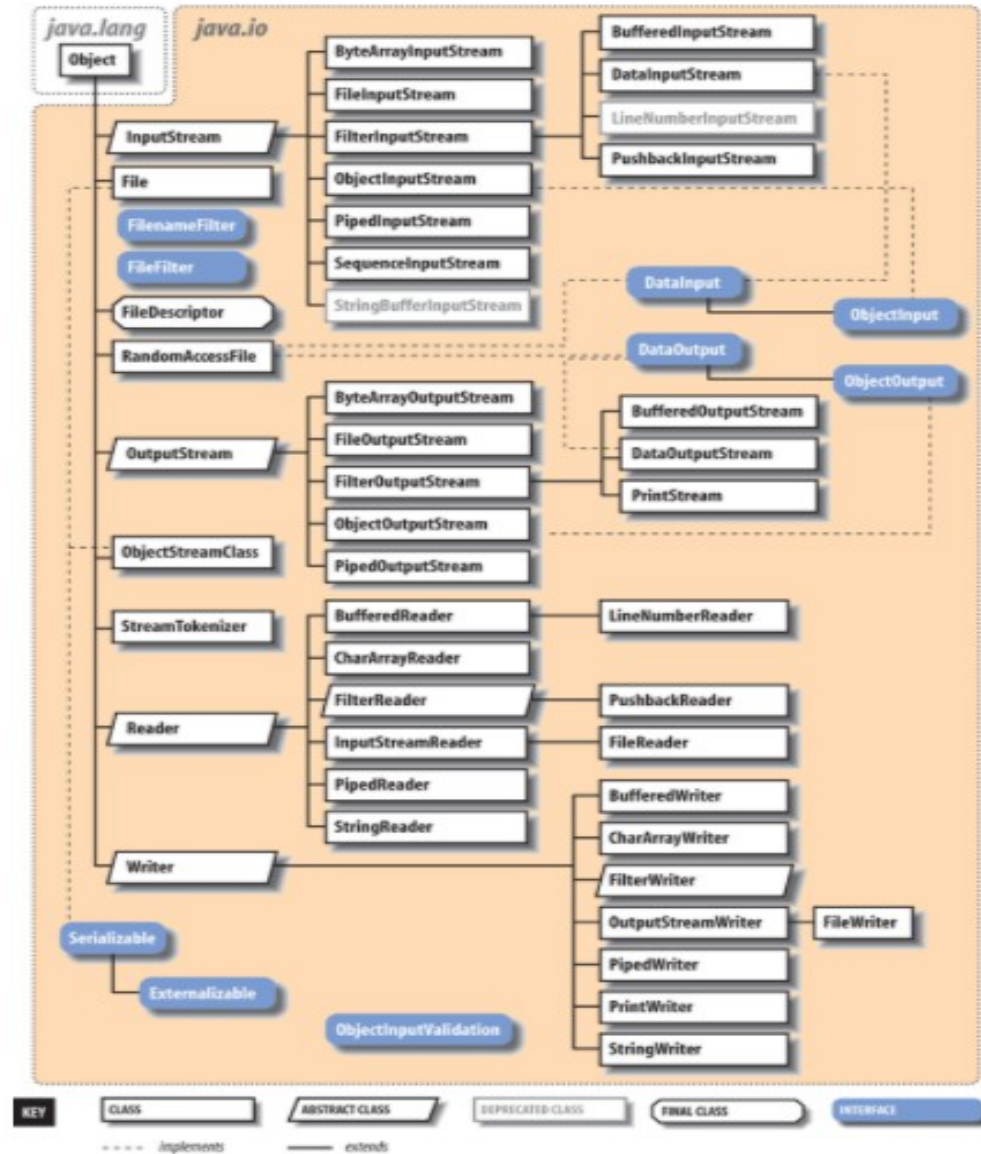 java.lang
java.io
Object
InputStream
File
FilenameFilter
FileFilter
FileDescriptor
RandomAccessFile
OutputStream
ObjectStreamClass
StreamTokenizer
Reader
Writer
Serializable
Externalizable
ByteArrayInputStream
FileInputStream
FilterInputStream
ObjectInputStream
PipedInputStream
SequenceInputStream
StringBufferInputStream
BufferedInputStream
DataInputStream
LineNumberInputStream
PushbackInputStream
DataInput
ObjectInput
DataOutput
ObjectOutput
ByteArrayOutputStream
FileOutputStream
FilterOutputStream
ObjectOutputStream
PipedOutputStream
BufferedOutputStream
DataOutputStream
PrintStream
BufferedReader
CharArrayReader
FilterReader
InputStreamReader
PipedReader
StringReader
LineNumberReader
PushbackReader
FileReader
BufferedWriter
CharArrayWriter
FilterWriter
OutputStreamWriter
FileWriter
PipedWriter
PrintWriter
StringWriter
ObjectInputValidation
KEY
CLASS
ABSTRACT CLASS
DEPRECATED CLASS
FINAL CLASS
INTERFACE
implements
extends